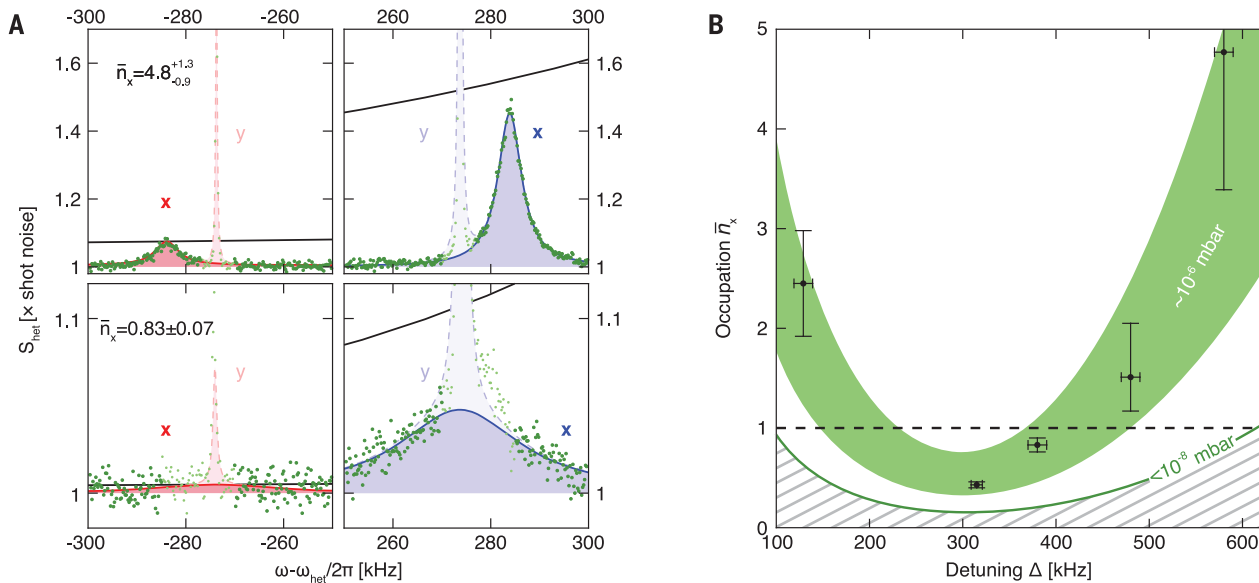 A
-300 -280 -260
260 280 300
1.6
1.4
1.2
1
n̄x=4.8 +1.3 -0.9
y
x
y
x
1.6
1.4
1.2
1
S_het [× shot noise]
1.1
1
n̄x=0.83±0.07
y
x
y
x
1.1
1
-300 -280 -260
260 280 300
ω-ω_het/2π [kHz]
B
5
4
3
2
1
0
Occupation n̄x
~10⁻⁶ mbar
<10⁻⁸ mbar
100 200 300 400 500 600
Detuning Δ [kHz]